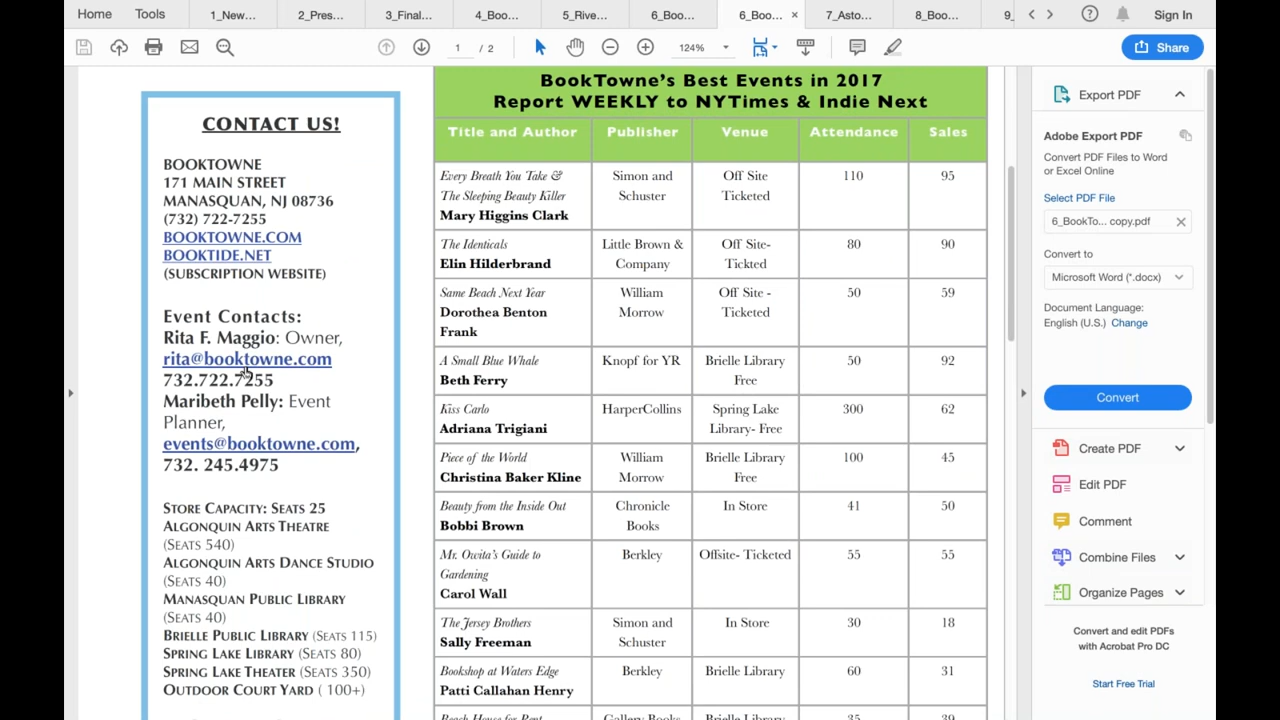 Home Tools 1_New... 2_Pres... 3_Final... 4_Boo... 5_Rive... 6_Boo... 6_Boo... × 7_Asto... 8_Boo... 9_ Sign In
1 / 2 124% Share
CONTACT US!
BOOKTOWNE
171 MAIN STREET
MANASQUAN, NJ 08736
(732) 722-7255
BOOKTOWNE.COM
BOOKTIDE.NET
(SUBSCRIPTION WEBSITE)
Event Contacts:
Rita F. Maggio: Owner,
rita@booktowne.com
732.722.7255
Maribeth Pelly: Event
Planner,
events@booktowne.com,
732. 245.4975
STORE CAPACITY: SEATS 25
ALGONQUIN ARTS THEATRE
(SEATS 540)
ALGONQUIN ARTS DANCE STUDIO
(SEATS 40)
MANASQUAN PUBLIC LIBRARY
(SEATS 40)
BRIELLE PUBLIC LIBRARY (SEATS 115)
SPRING LAKE LIBRARY (SEATS 80)
SPRING LAKE THEATER (SEATS 350)
OUTDOOR COURT YARD ( 100+)
BookTowne's Best Events in 2017
Report WEEKLY to NYTimes & Indie Next
Title and Author Publisher Venue Attendance Sales
Every Breath You Take & Simon and Off Site 110 95
The Sleeping Beauty Killer Schuster Ticketed
Mary Higgins Clark
The Identicals Little Brown & Off Site- 80 90
Elin Hilderbrand Company Tickted
Same Beach Next Year William Off Site - 50 59
Dorothea Benton Morrow Ticketed
Frank
A Small Blue Whale Knopf for YR Brielle Library 50 92
Beth Ferry Free
Kiss Carlo HarperCollins Spring Lake 300 62
Adriana Trigiani Library- Free
Piece of the World William Brielle Library 100 45
Christina Baker Kline Morrow Free
Beauty from the Inside Out Chronicle In Store 41 50
Bobbi Brown Books
Mr. Owita's Guide to Berkley Offsite- Ticketed 55 55
Gardening
Carol Wall
The Jersey Brothers Simon and In Store 30 18
Sally Freeman Schuster
Bookshop at Waters Edge Berkley Brielle Library 60 31
Patti Callahan Henry
Beach House for Rent Gallery Books Brielle Library 35 39
Export PDF
Adobe Export PDF
Convert PDF Files to Word
or Excel Online
Select PDF File
6_BookTo... copy.pdf
Convert to
Microsoft Word (*.docx)
Document Language:
English (U.S.) Change
Convert
Create PDF
Edit PDF
Comment
Combine Files
Organize Pages
Convert and edit PDFs
with Acrobat Pro DC
Start Free Trial